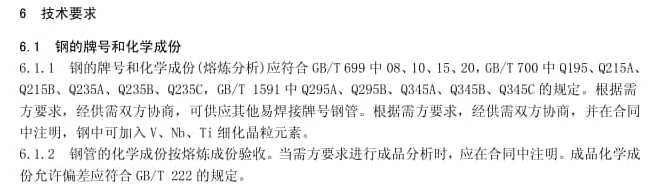 6 技术要求
6.1 钢的牌号和化学成份
6.1.1 钢的牌号和化学成份(熔炼分析)应符合 GB/T 699 中 08、10、15、20,GB/T 700 中 Q195、Q215A、
Q215B、Q235A、Q235B、Q235C，GB/T 1591 中 Q295A、Q295B、Q345A、Q345B、Q345C 的规定。根据需
方要求，经供需双方协商，可供应其他易焊接牌号钢管。根据需方要求，经供需双方协商，并在合同
中注明，钢中可加入 V、Nb、Ti 细化晶粒元素。
6.1.2 钢管的化学成份按熔炼成份验收。当需方要求进行成品分析时，应在合同中注明。成品化学成
份允许偏差应符合 GB/T 222 的规定。